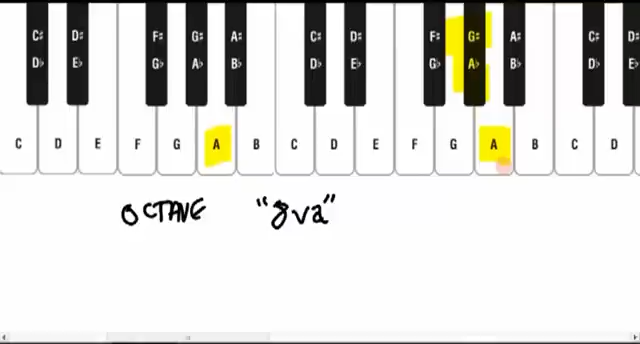 C♯ D♯ F♯ G♯ A♯ C♯ D♯ F♯ G♯ A♯ C♯ D♯
D♭ E♭ G♭ A♭ B♭ D♭ E♭ G♭ A♭ B♭ D♭ E♭
C D E F G A B C D E F G A B C D
OCTAVE "8va"